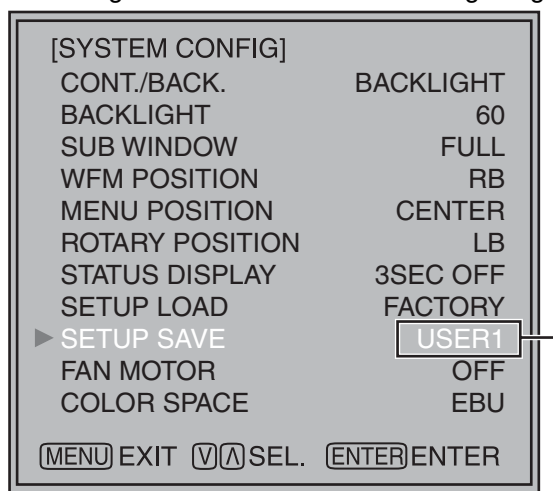 [SYSTEM CONFIG]
CONT./BACK. BACKLIGHT
BACKLIGHT 60
SUB WINDOW FULL
WFM POSITION RB
MENU POSITION CENTER
ROTARY POSITION LB
STATUS DISPLAY 3SEC OFF
SETUP LOAD FACTORY
▶ SETUP SAVE USER1
FAN MOTOR OFF
COLOR SPACE EBU
MENU EXIT V Λ SEL. ENTER ENTER